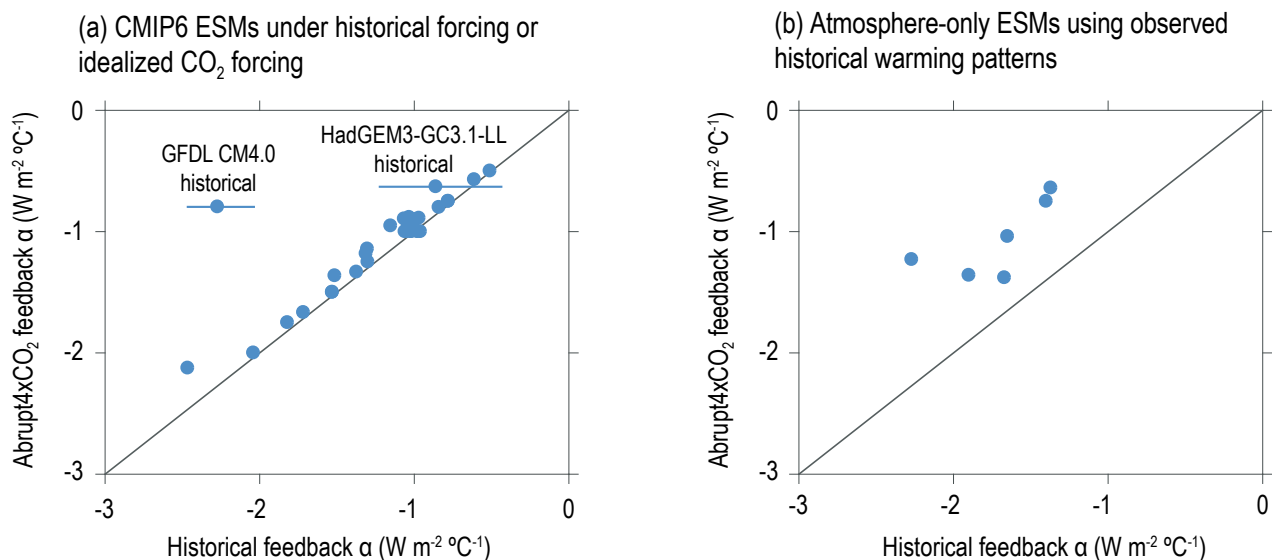 (a) CMIP6 ESMs under historical forcing or
idealized CO₂ forcing
0
-1
-2
-3
Abrupt4xCO₂ feedback α (W m⁻² ºC⁻¹)
GFDL CM4.0
historical
HadGEM3-GC3.1-LL
historical
-3
-2
-1
0
Historical feedback α (W m⁻² ºC⁻¹)
(b) Atmosphere-only ESMs using observed
historical warming patterns
0
-1
-2
-3
Abrupt4xCO₂ feedback α (W m⁻² ºC⁻¹)
-3
-2
-1
0
Historical feedback α (W m⁻² ºC⁻¹)